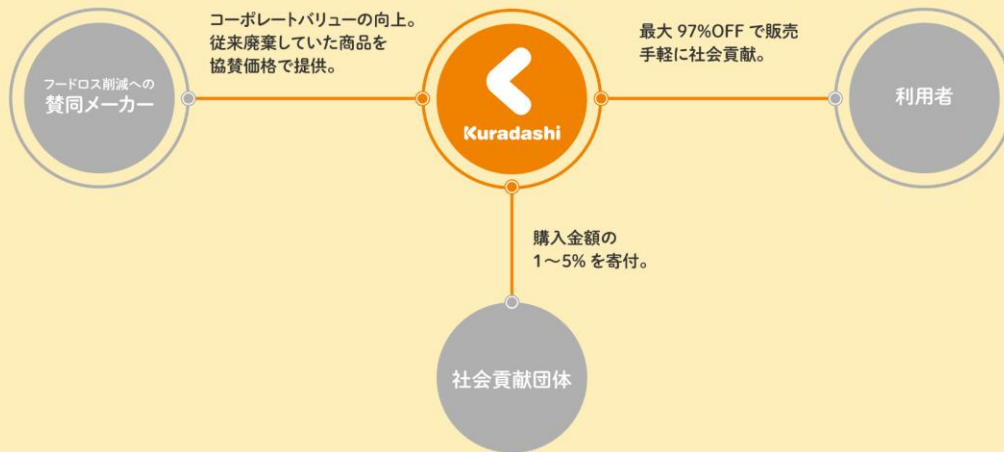 コーポレートバリューの向上。
従来廃棄していた商品を
協賛価格で提供。
最大 97%OFF で販売
手軽に社会貢献。
フードロス削減への
賛同メーカー
Kuradashi
利用者
購入金額の
1〜5% を寄付。
社会貢献団体